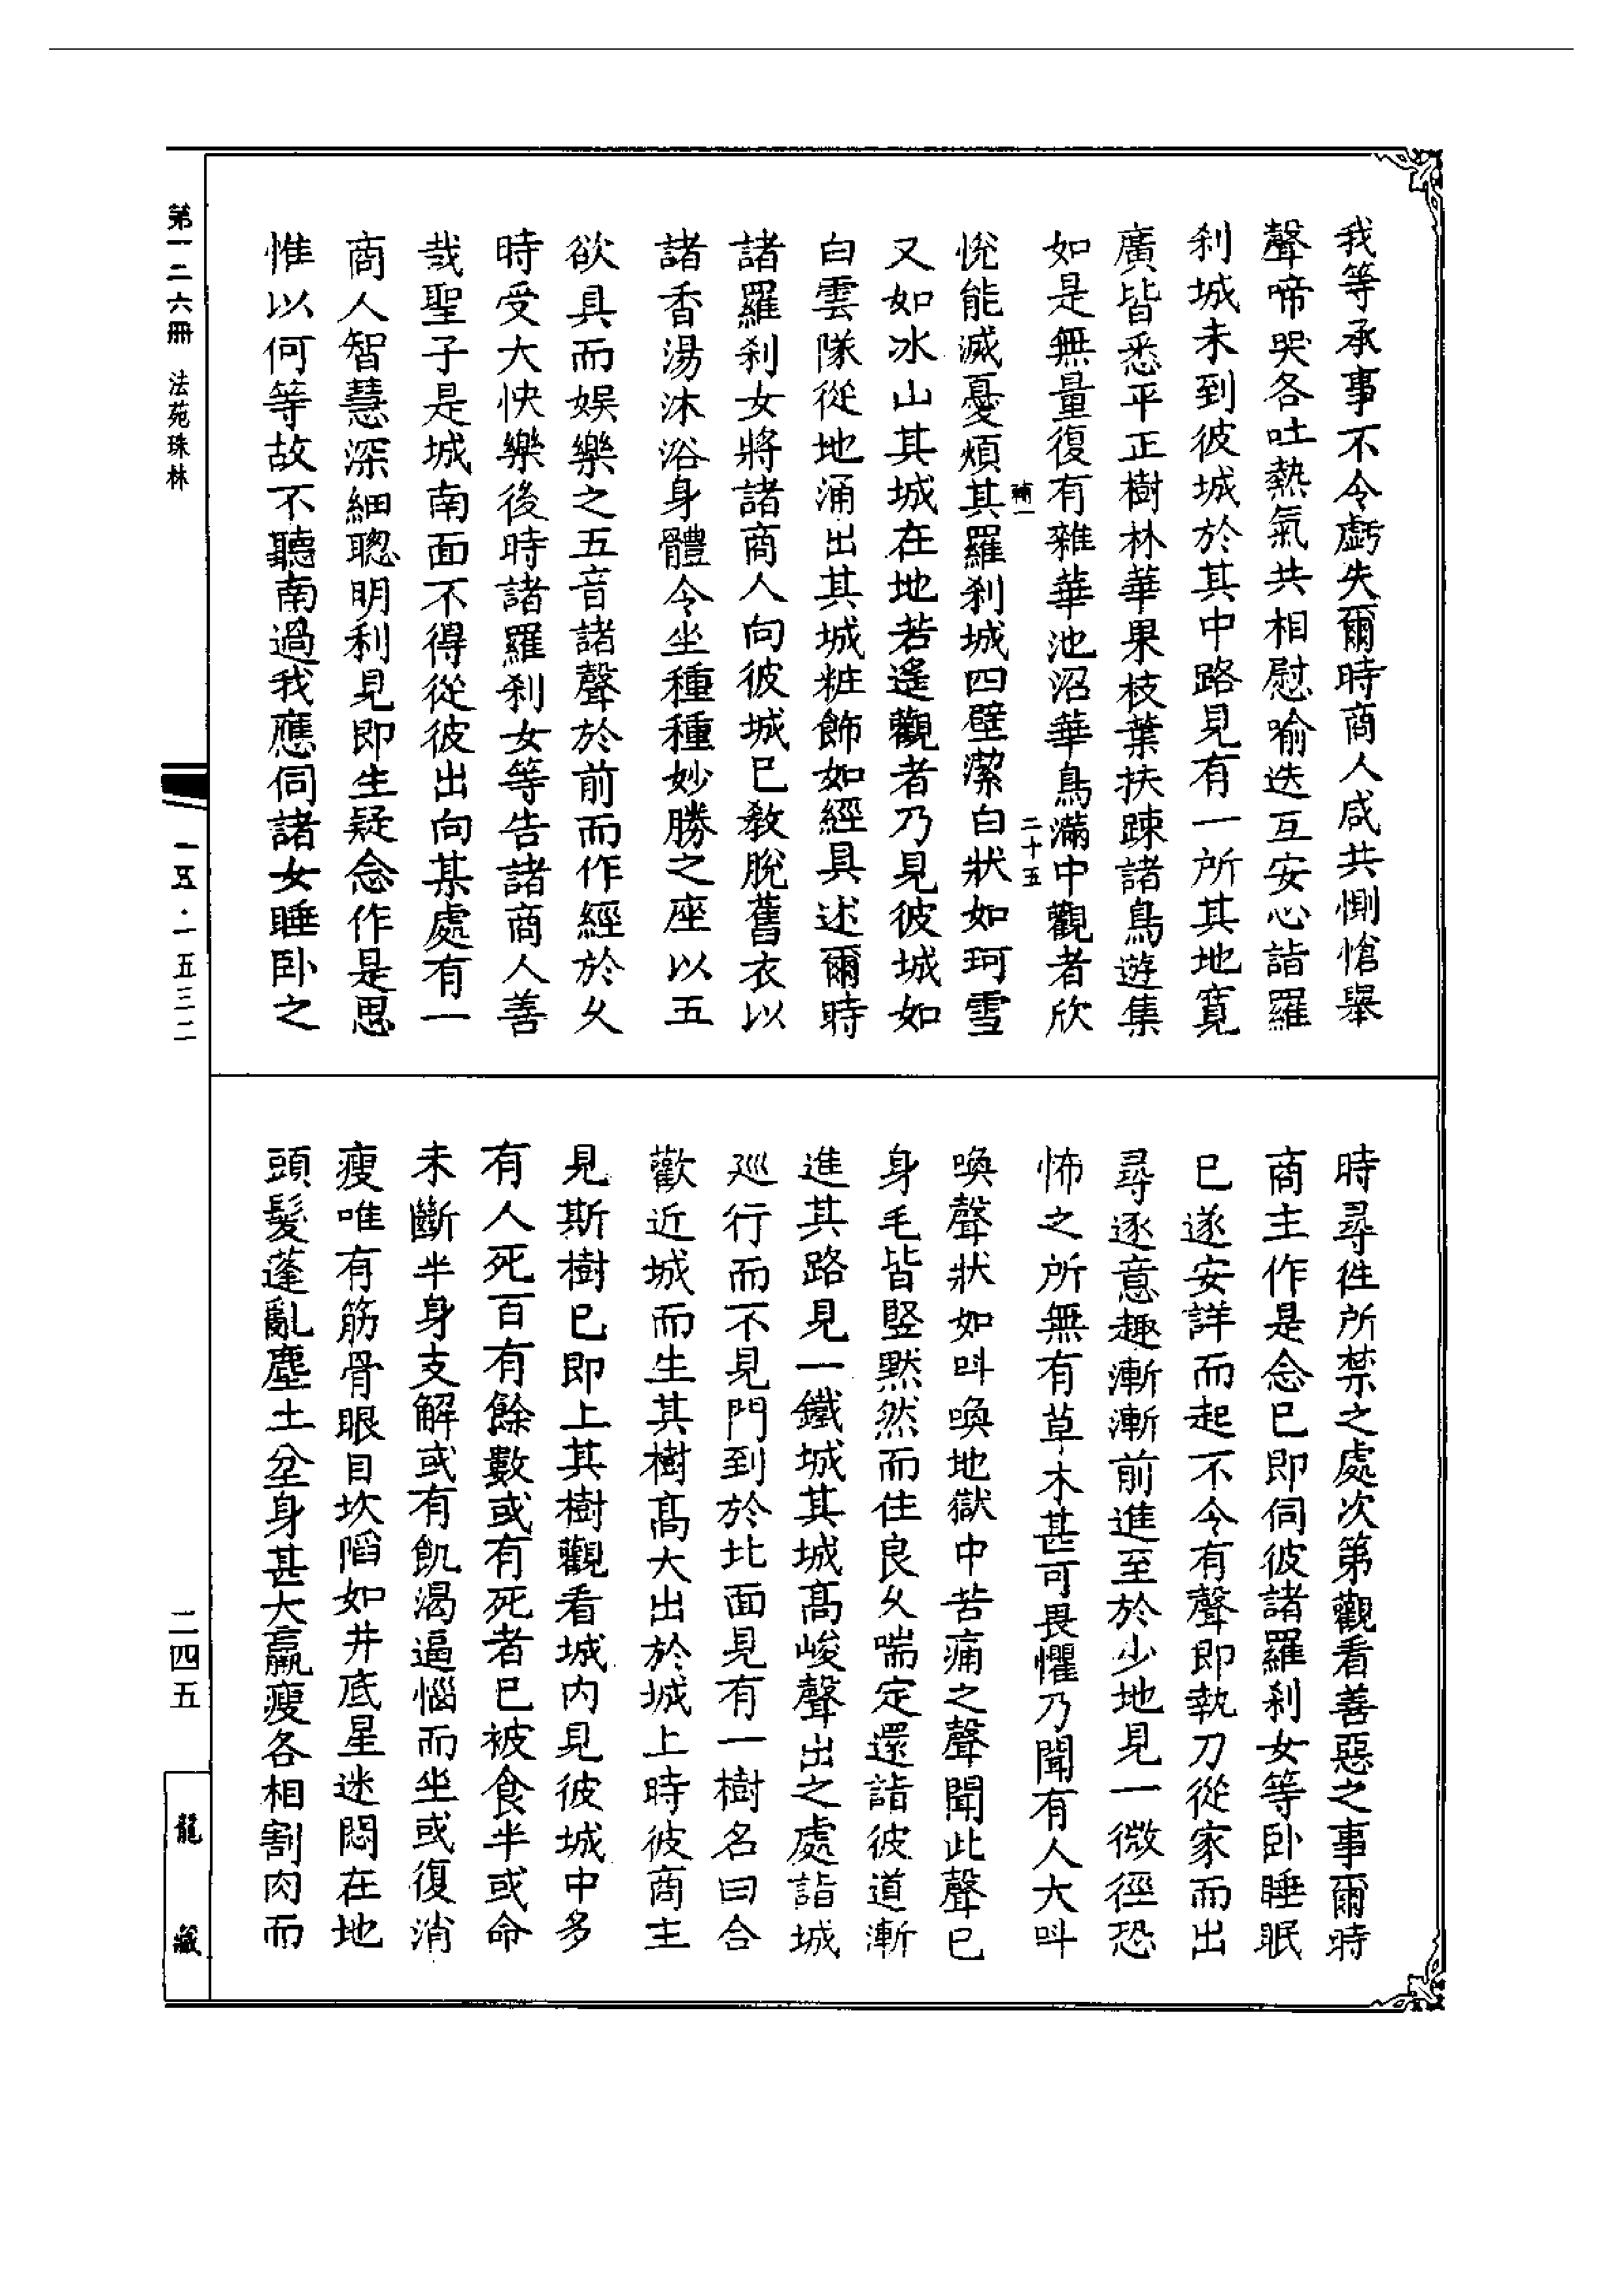 我等承事不令虧失爾時商人咸共惻愴舉
聲啼哭各吐熱氣共相慰喻迭互安心詣羅
剎城未到彼城於其中路見有一所其地寬
廣皆悉平正樹林華果枝葉扶踈諸鳥遊集
如是無量復有雜華池沼華鳥滿中觀者欣
二十五
悅能滅憂煩其羅剎城四壁潔白狀如珂雪
又如冰山其城在地若遙觀者乃見彼城如
白雲隊從地涌出其城粧飾如經具述爾時
諸羅剎女將諸商人向彼城已教脫舊衣以
諸香湯沐浴身體令坐種種妙勝之座以五
欲具而娛樂之五音諸聲於前而作經於久
時受大快樂後時諸羅剎女等告諸商人善
哉聖子是城南面不得從彼出向某處有一
商人智慧深細聰明利見即生疑念作是思
惟以何等故不聽南過我應伺諸女睡臥之
時尋往所禁之處次第觀看善惡之事爾時
商主作是念已即伺彼諸羅剎女等臥睡眠
已遂安詳而起不令有聲即執刀從家而出
尋逐意趣漸漸前進至於少地見一微徑恐
怖之所無有草木甚可畏懼乃聞有人大叫
喚聲狀如叫喚地獄中苦痛之聲聞此聲已
身毛皆竪黙然而住良久喘定還詣彼道漸
進其路見一鐵城其城髙峻聲出之處詣城
巡行而不見門到於北面見有一樹名曰合
歡近城而生其樹髙大出於城上時彼商主
見斯樹已即上其樹觀看城內見彼城中多
有人死百有餘數或有死者已被食半或命
未斷半身支解或有飢渴逼惱而坐或復消
瘦唯有筋骨眼目坎陷如井底星迷悶在地
頭髮蓬亂塵土坌身甚大羸瘦各相割肉而
第一二六冊 法苑珠林
一五·一五三二
二四五
龍藏